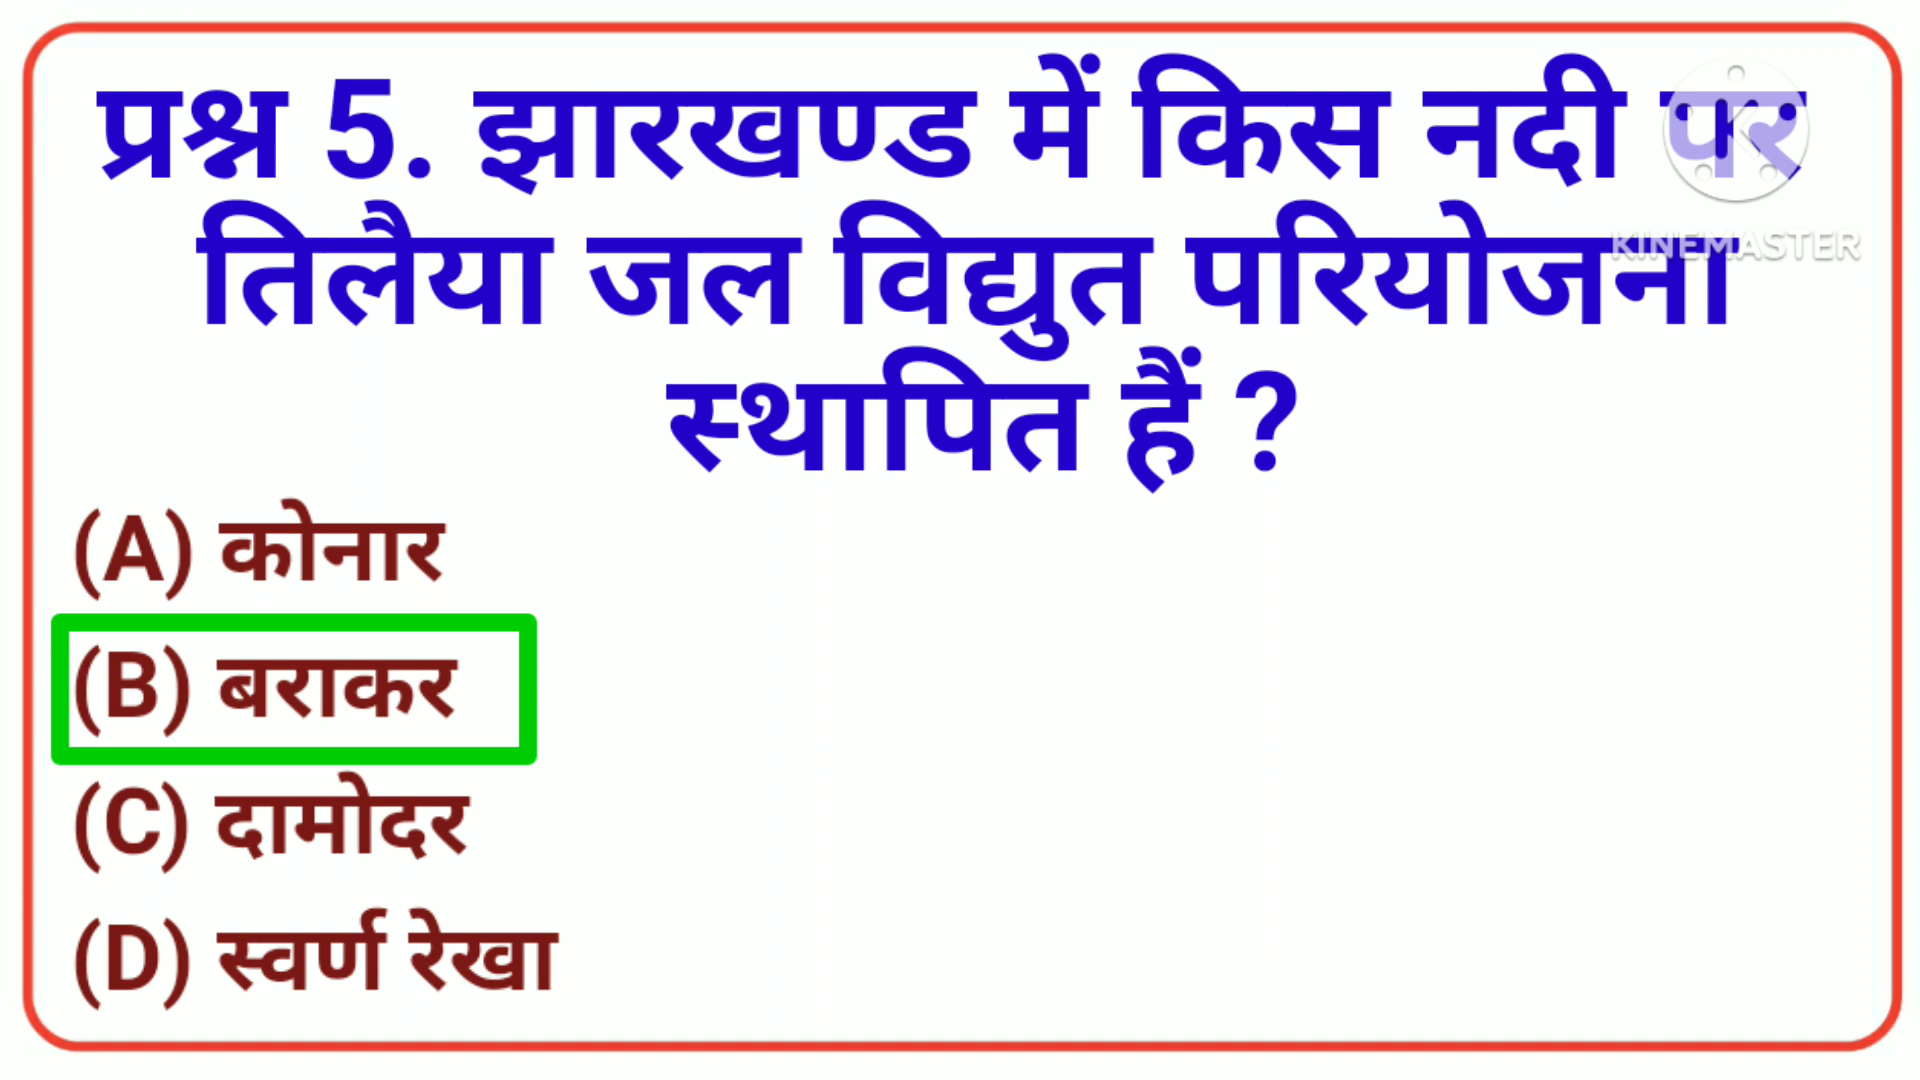 प्रश्न 5. झारखण्ड में किस नदी पर
तिलैया जल विद्युत परियोजना
स्थापित हैं ?
KINEMASTER
(A) कोनार
(B) बराकर
(C) दामोदर
(D) स्वर्ण रेखा